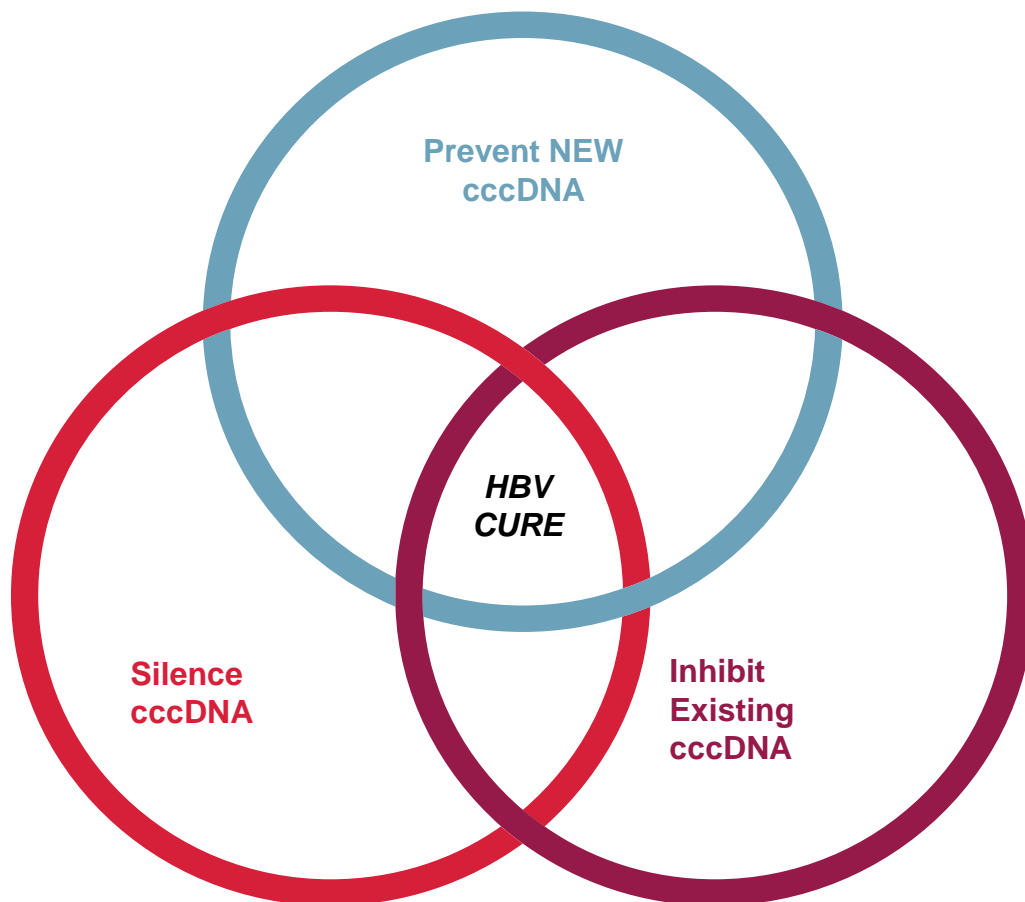 Prevent NEW
cccDNA
HBV
CURE
Silence
cccDNA
Inhibit
Existing
cccDNA